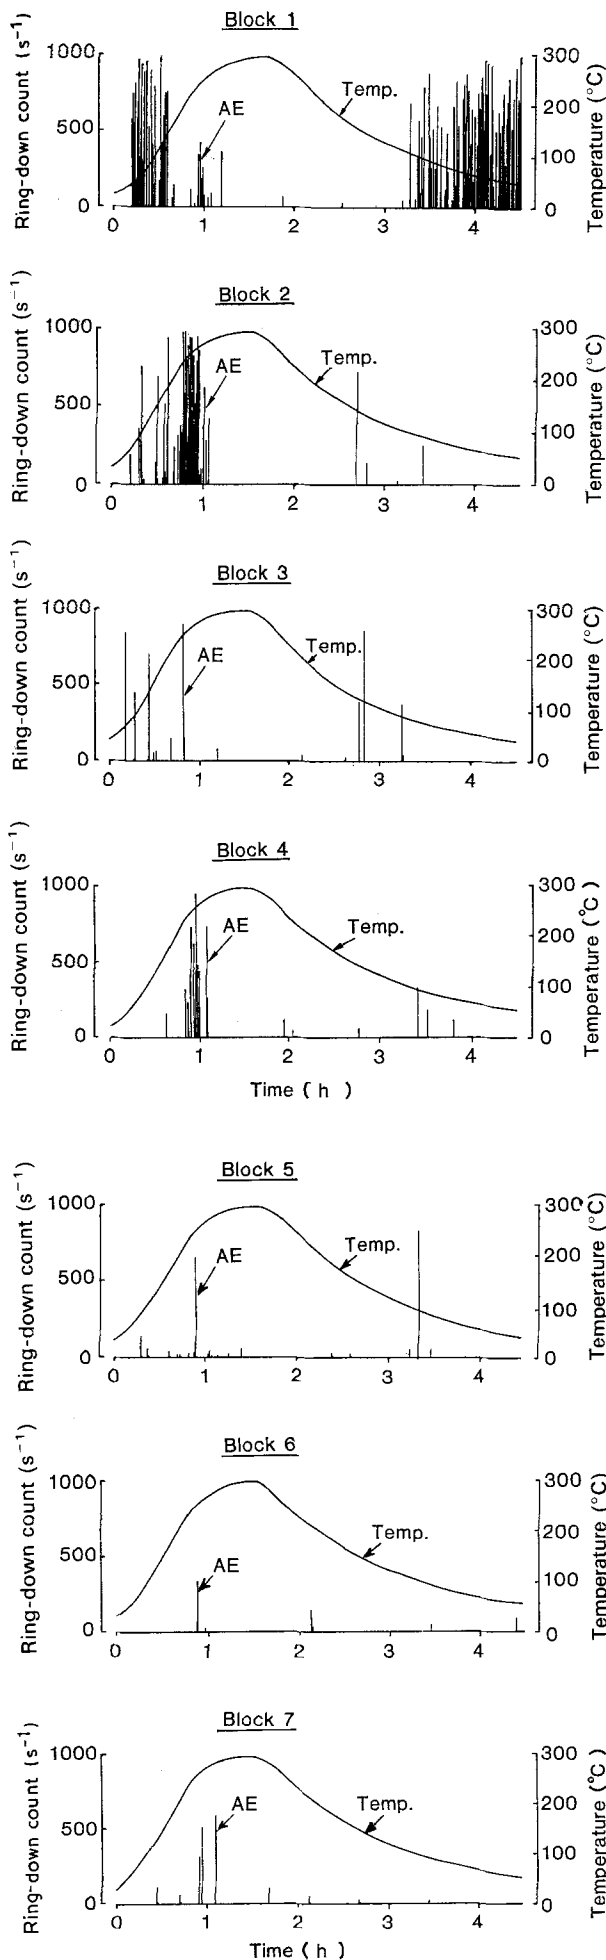 Block 1
Ring-down count (s⁻¹)
1000
500
0
AE
Temp.
300
200
100
0
Temperature (°C)
0 1 2 3 4
Block 2
Ring-down count (s⁻¹)
1000
500
0
AE
Temp.
300
200
100
0
Temperature (°C)
0 1 2 3 4
Block 3
Ring-down count (s⁻¹)
1000
500
0
AE
Temp.
300
200
100
0
Temperature (°C)
0 1 2 3 4
Block 4
Ring-down count (s⁻¹)
1000
500
0
AE
Temp.
300
200
100
0
Temperature (°C)
0 1 2 3 4
Time (h)
Block 5
Ring-down count (s⁻¹)
1000
500
0
AE
Temp.
300
200
100
0
Temperature (°C)
0 1 2 3 4
Block 6
Ring-down count (s⁻¹)
1000
500
0
AE
Temp.
300
200
100
0
Temperature (°C)
0 1 2 3 4
Block 7
Ring-down count (s⁻¹)
1000
500
0
AE
Temp.
300
200
100
0
Temperature (°C)
0 1 2 3 4
Time (h)